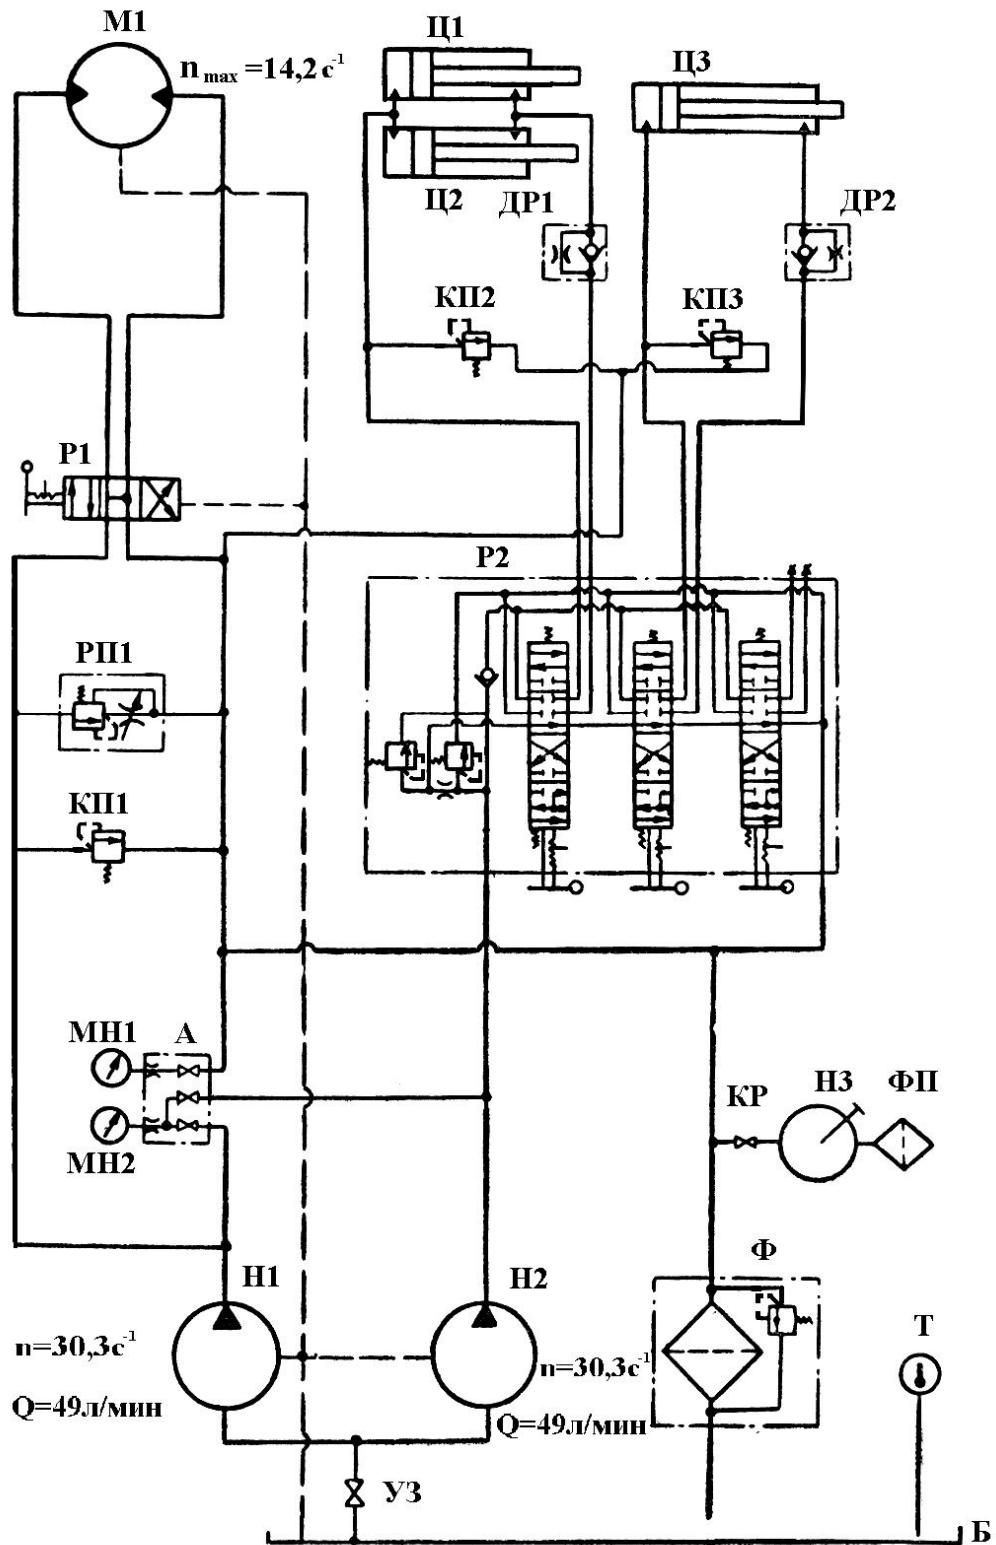 М1
n max =14,2 с-1
Ц1
Ц3
Ц2
ДР1
ДР2
КП2
КП3
Р1
Р2
РП1
КП1
МН1
А
МН2
КР
Н3
ФП
Н1
Н2
Ф
Т
n=30,3с-1
n=30,3с-1
Q=49л/мин
Q=49л/мин
УЗ
Б